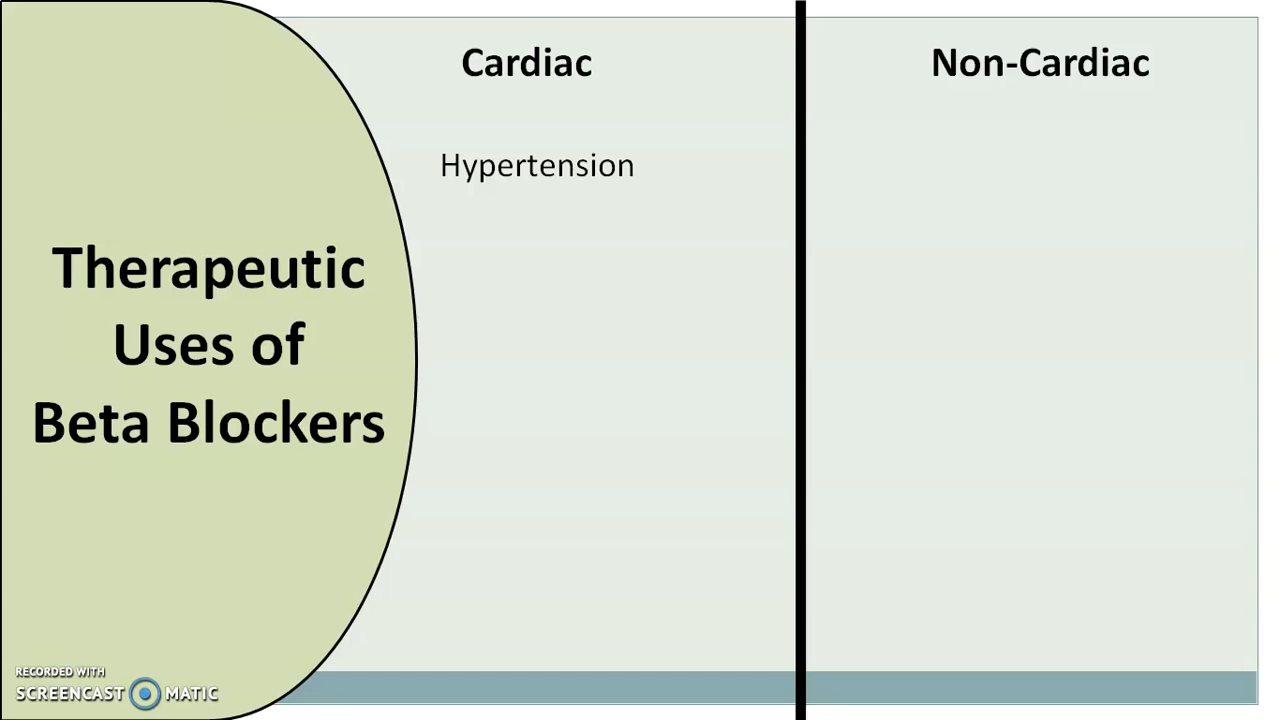 Cardiac
Non-Cardiac
Hypertension
Therapeutic
Uses of
Beta Blockers
RECORDED WITH
SCREENCAST MATIC